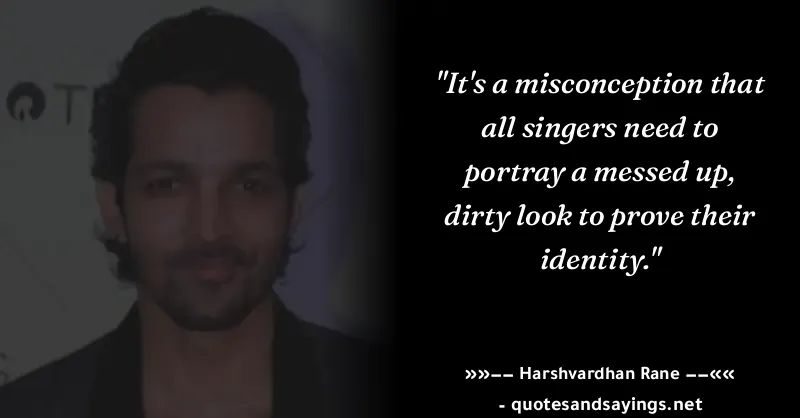 OT
"It's a misconception that
all singers need to
portray a messed up,
dirty look to prove their
identity."
»»−− Harshvardhan Rane −−««
- quotesandsayings.net